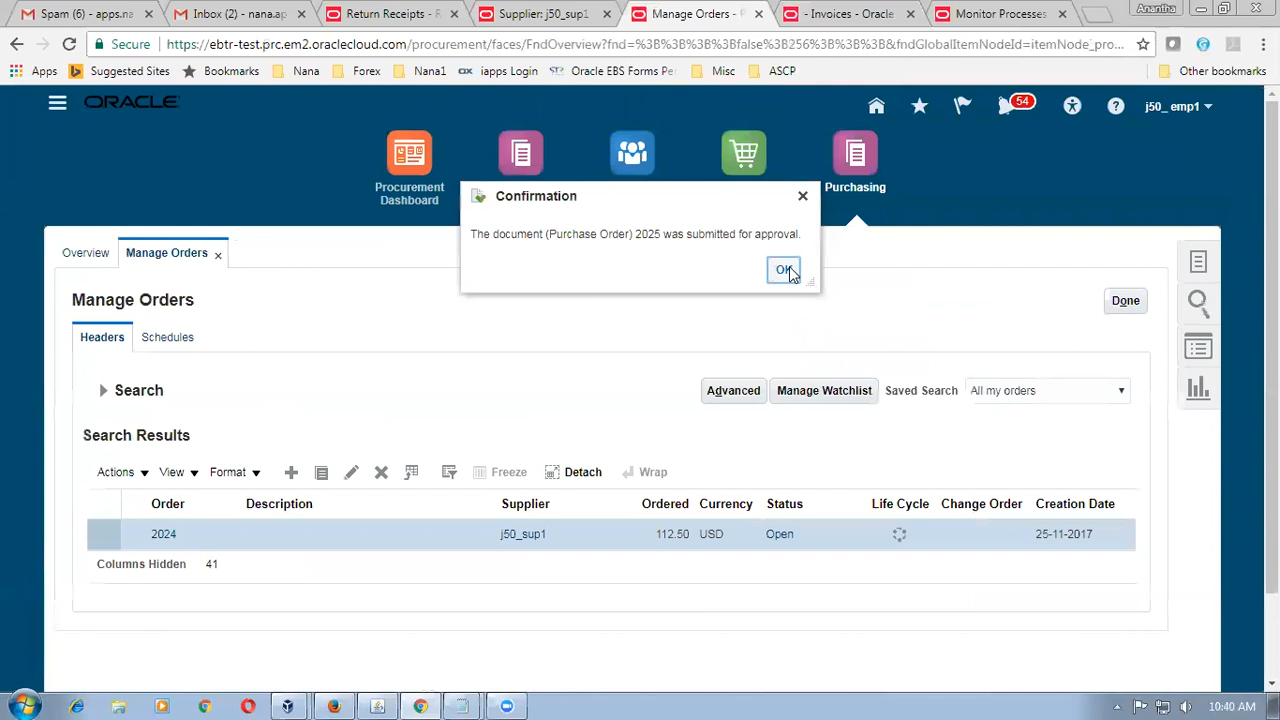 Spam (6) - apps.na
Inbox (2) - nana.ap
Return Receipts - R
Supplier: j50_sup1
Manage Orders - P
- Invoices - Oracle
Monitor Processes
Anantha
Secure https://ebtr-test.prc.em2.oraclecloud.com/procurement/faces/FndOverview?fnd=%3B%3B%3B%3Bfalse%3B256%3B%3B%3B&fndGlobalItemNodeId=itemNode_pro...
Apps Suggested Sites Bookmarks Nana Forex Nana1 iapps Login Oracle EBS Forms Per Misc ASCP Other bookmarks
ORACLE
54
j50_ emp1
Procurement
Dashboard
Purchasing
Confirmation
The document (Purchase Order) 2025 was submitted for approval.
OK
Overview Manage Orders
Manage Orders
Done
Headers Schedules
Search
Advanced Manage Watchlist Saved Search All my orders
Search Results
Actions View Format Freeze Detach Wrap
Order Description Supplier Ordered Currency Status Life Cycle Change Order Creation Date
2024 j50_sup1 112.50 USD Open 25-11-2017
Columns Hidden 41
10:40 AM